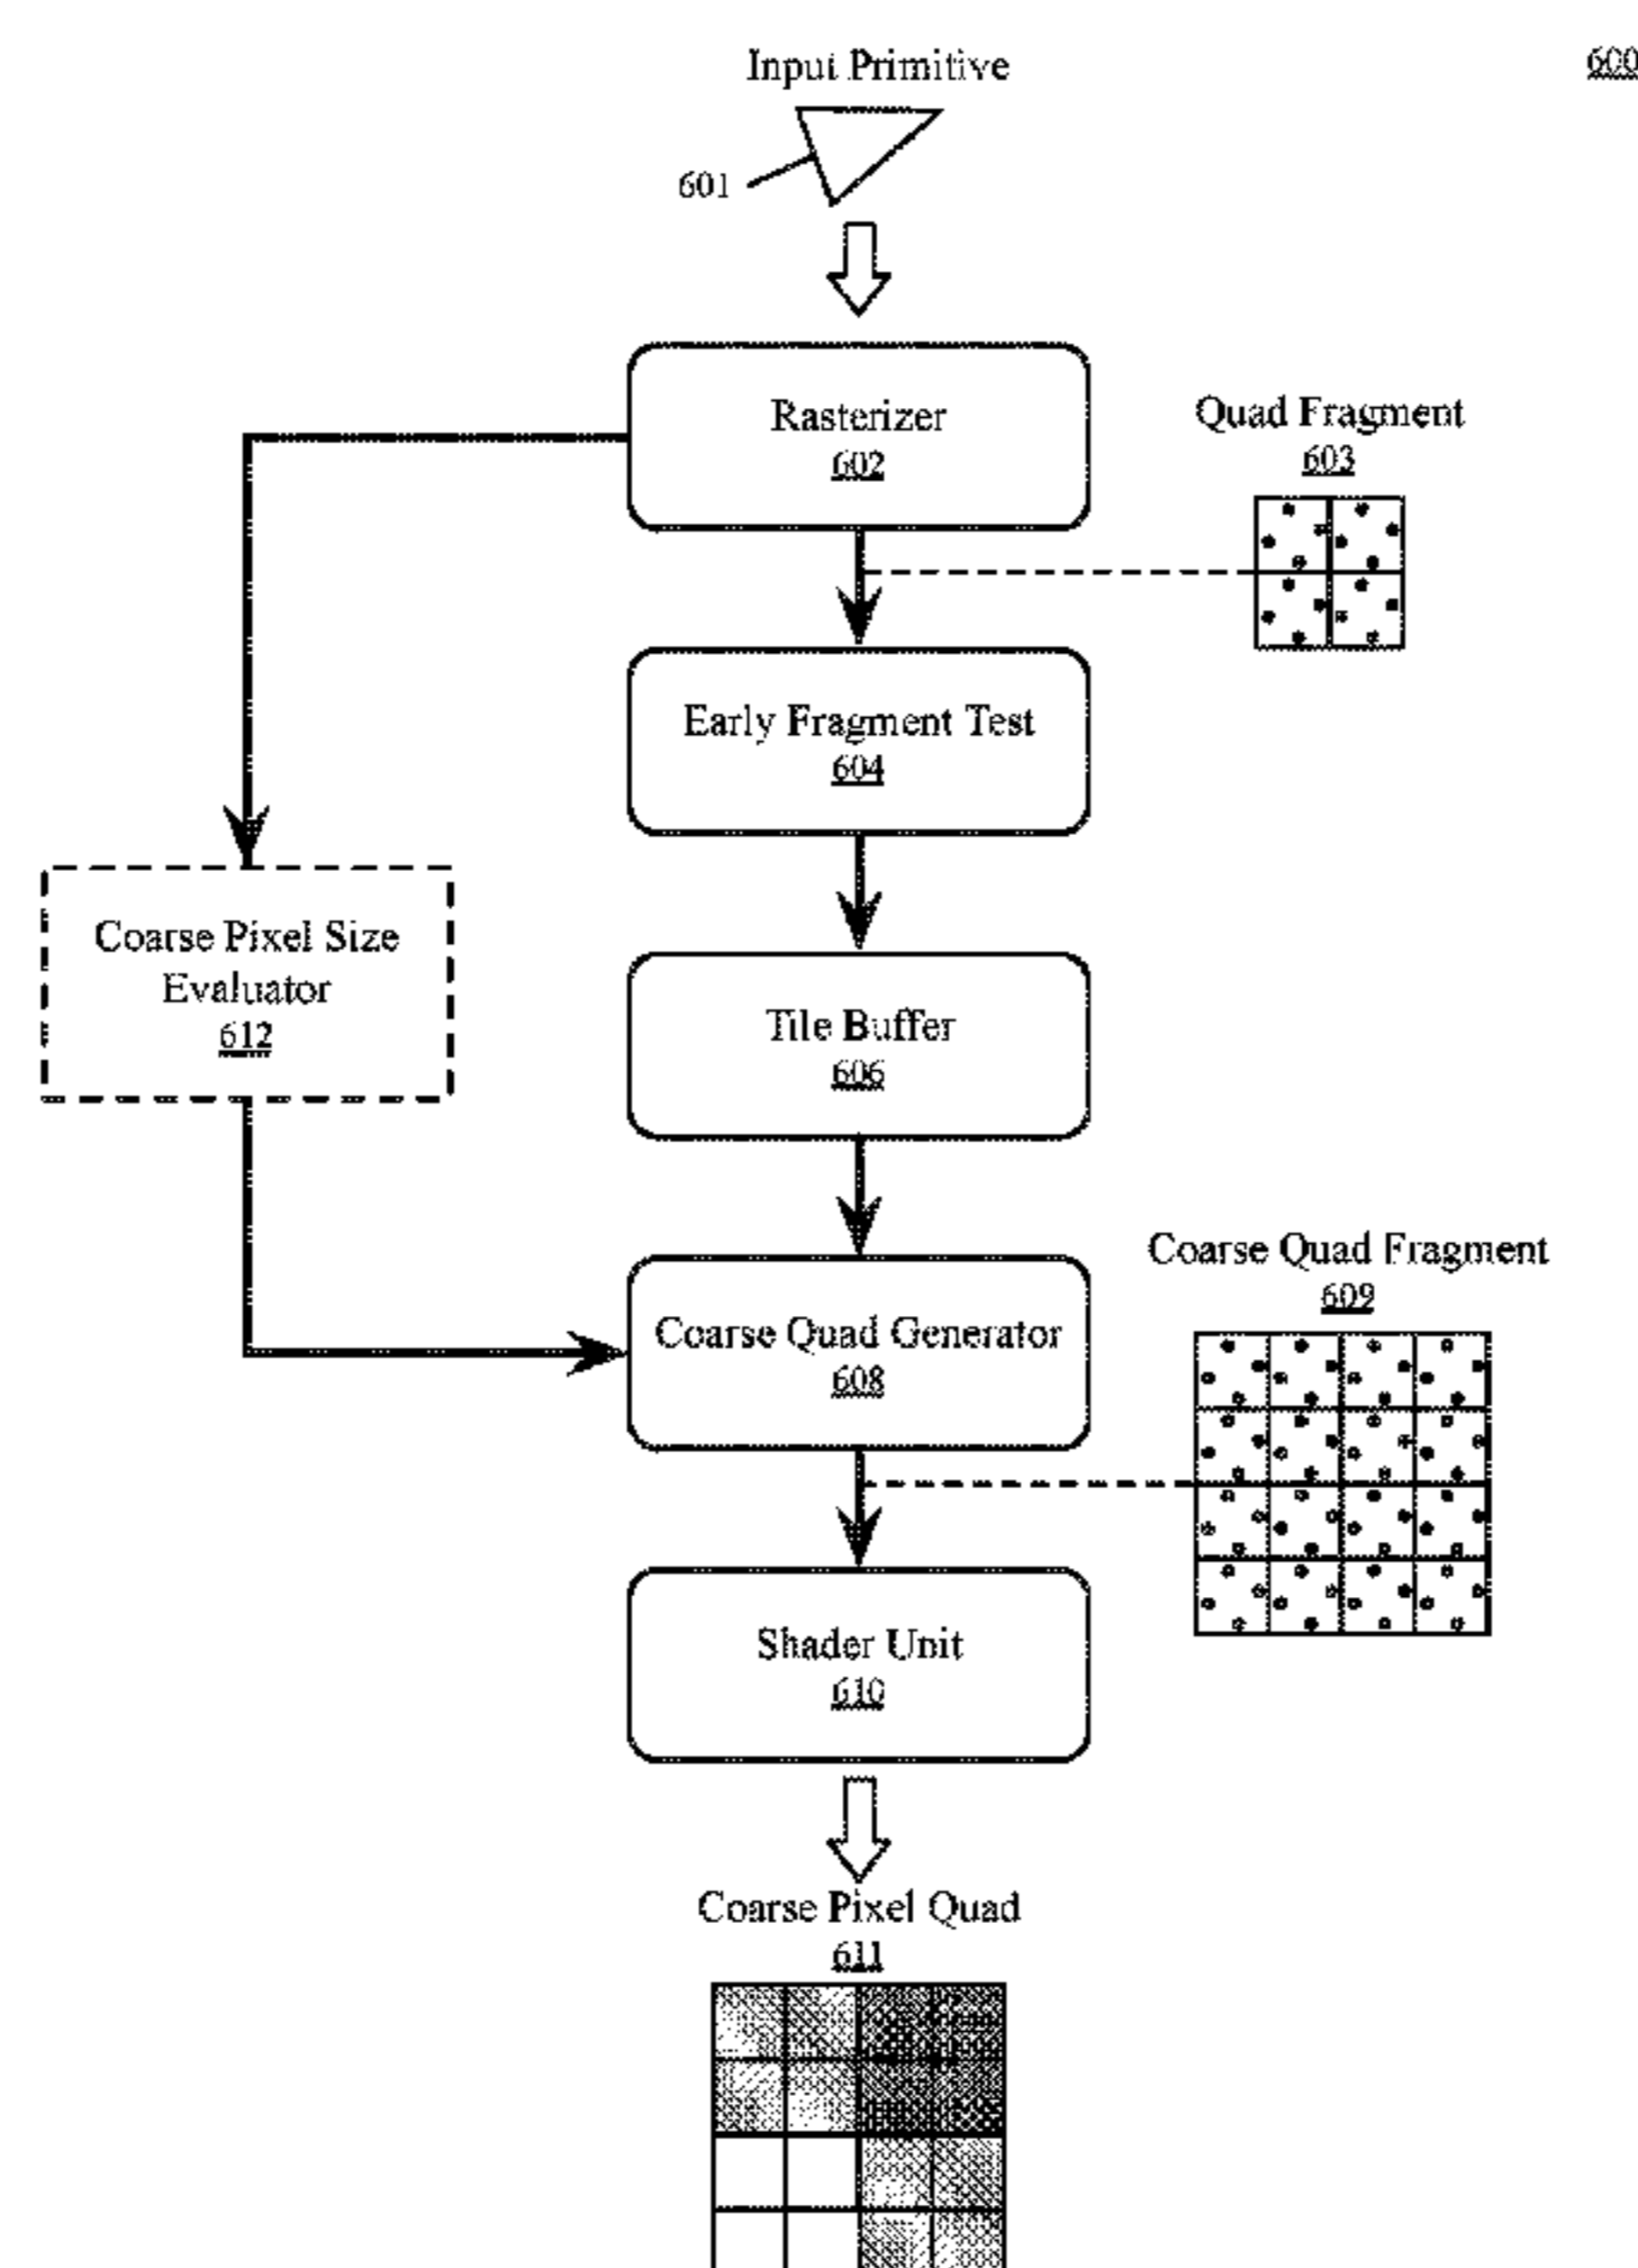 Input Primitive
600
601
Rasterizer
602
Quad Fragment
603
Early Fragment Test
604
Coarse Pixel Size
Evaluator
612
Tile Buffer
606
Coarse Quad Fragment
609
Coarse Quad Generator
608
Shader Unit
610
Coarse Pixel Quad
611